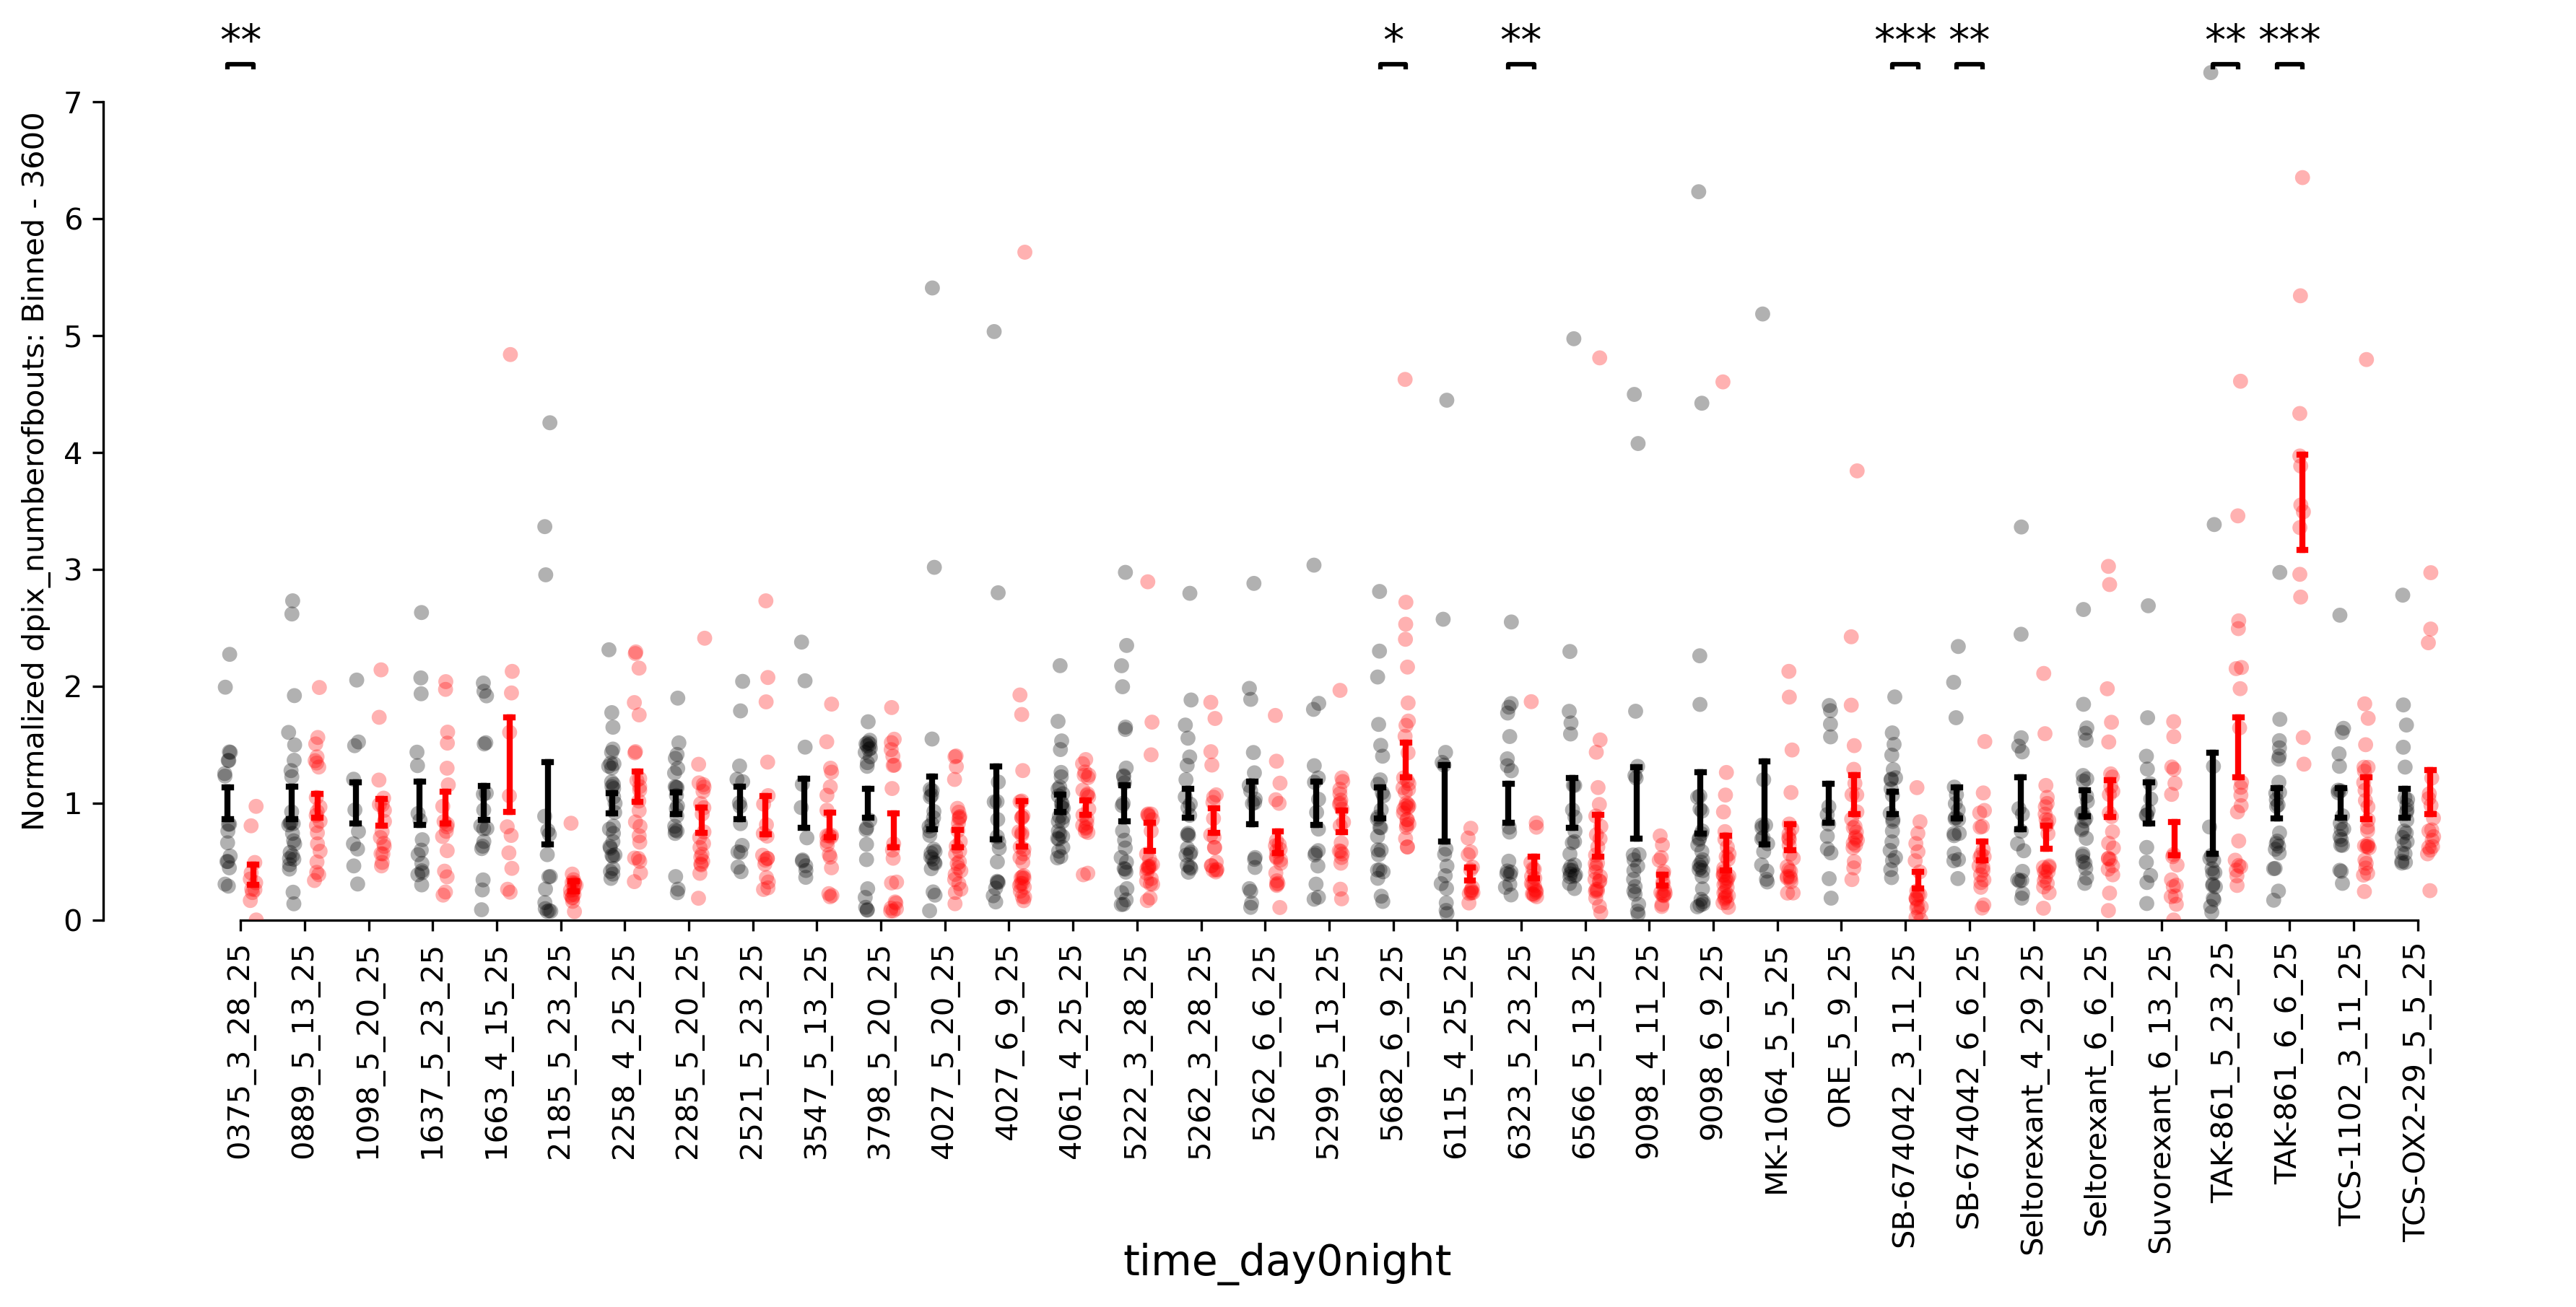 ** * ** *** ** ** ***
Normalized dpix_numberofbouts: Binned - 3600
7
6
5
4
3
2
1
0
0375_3_28_25
0889_5_13_25
1098_5_20_25
1637_5_23_25
1663_4_15_25
2185_5_23_25
2258_4_25_25
2285_5_20_25
2521_5_23_25
3547_5_13_25
3798_5_20_25
4027_5_20_25
4027_6_9_25
4061_4_25_25
5222_3_28_25
5262_3_28_25
5262_6_6_25
5299_5_13_25
5682_6_9_25
6115_4_25_25
6323_5_23_25
6566_5_13_25
9098_4_11_25
9098_6_9_25
MK-1064_5_5_25
ORE_5_9_25
SB-674042_3_11_25
SB-674042_6_6_25
Seltorexant_4_29_25
Seltorexant_6_6_25
Suvorexant_6_13_25
TAK-861_5_23_25
TAK-861_6_6_25
TCS-1102_3_11_25
TCS-OX2-29_5_5_25
time_day0night